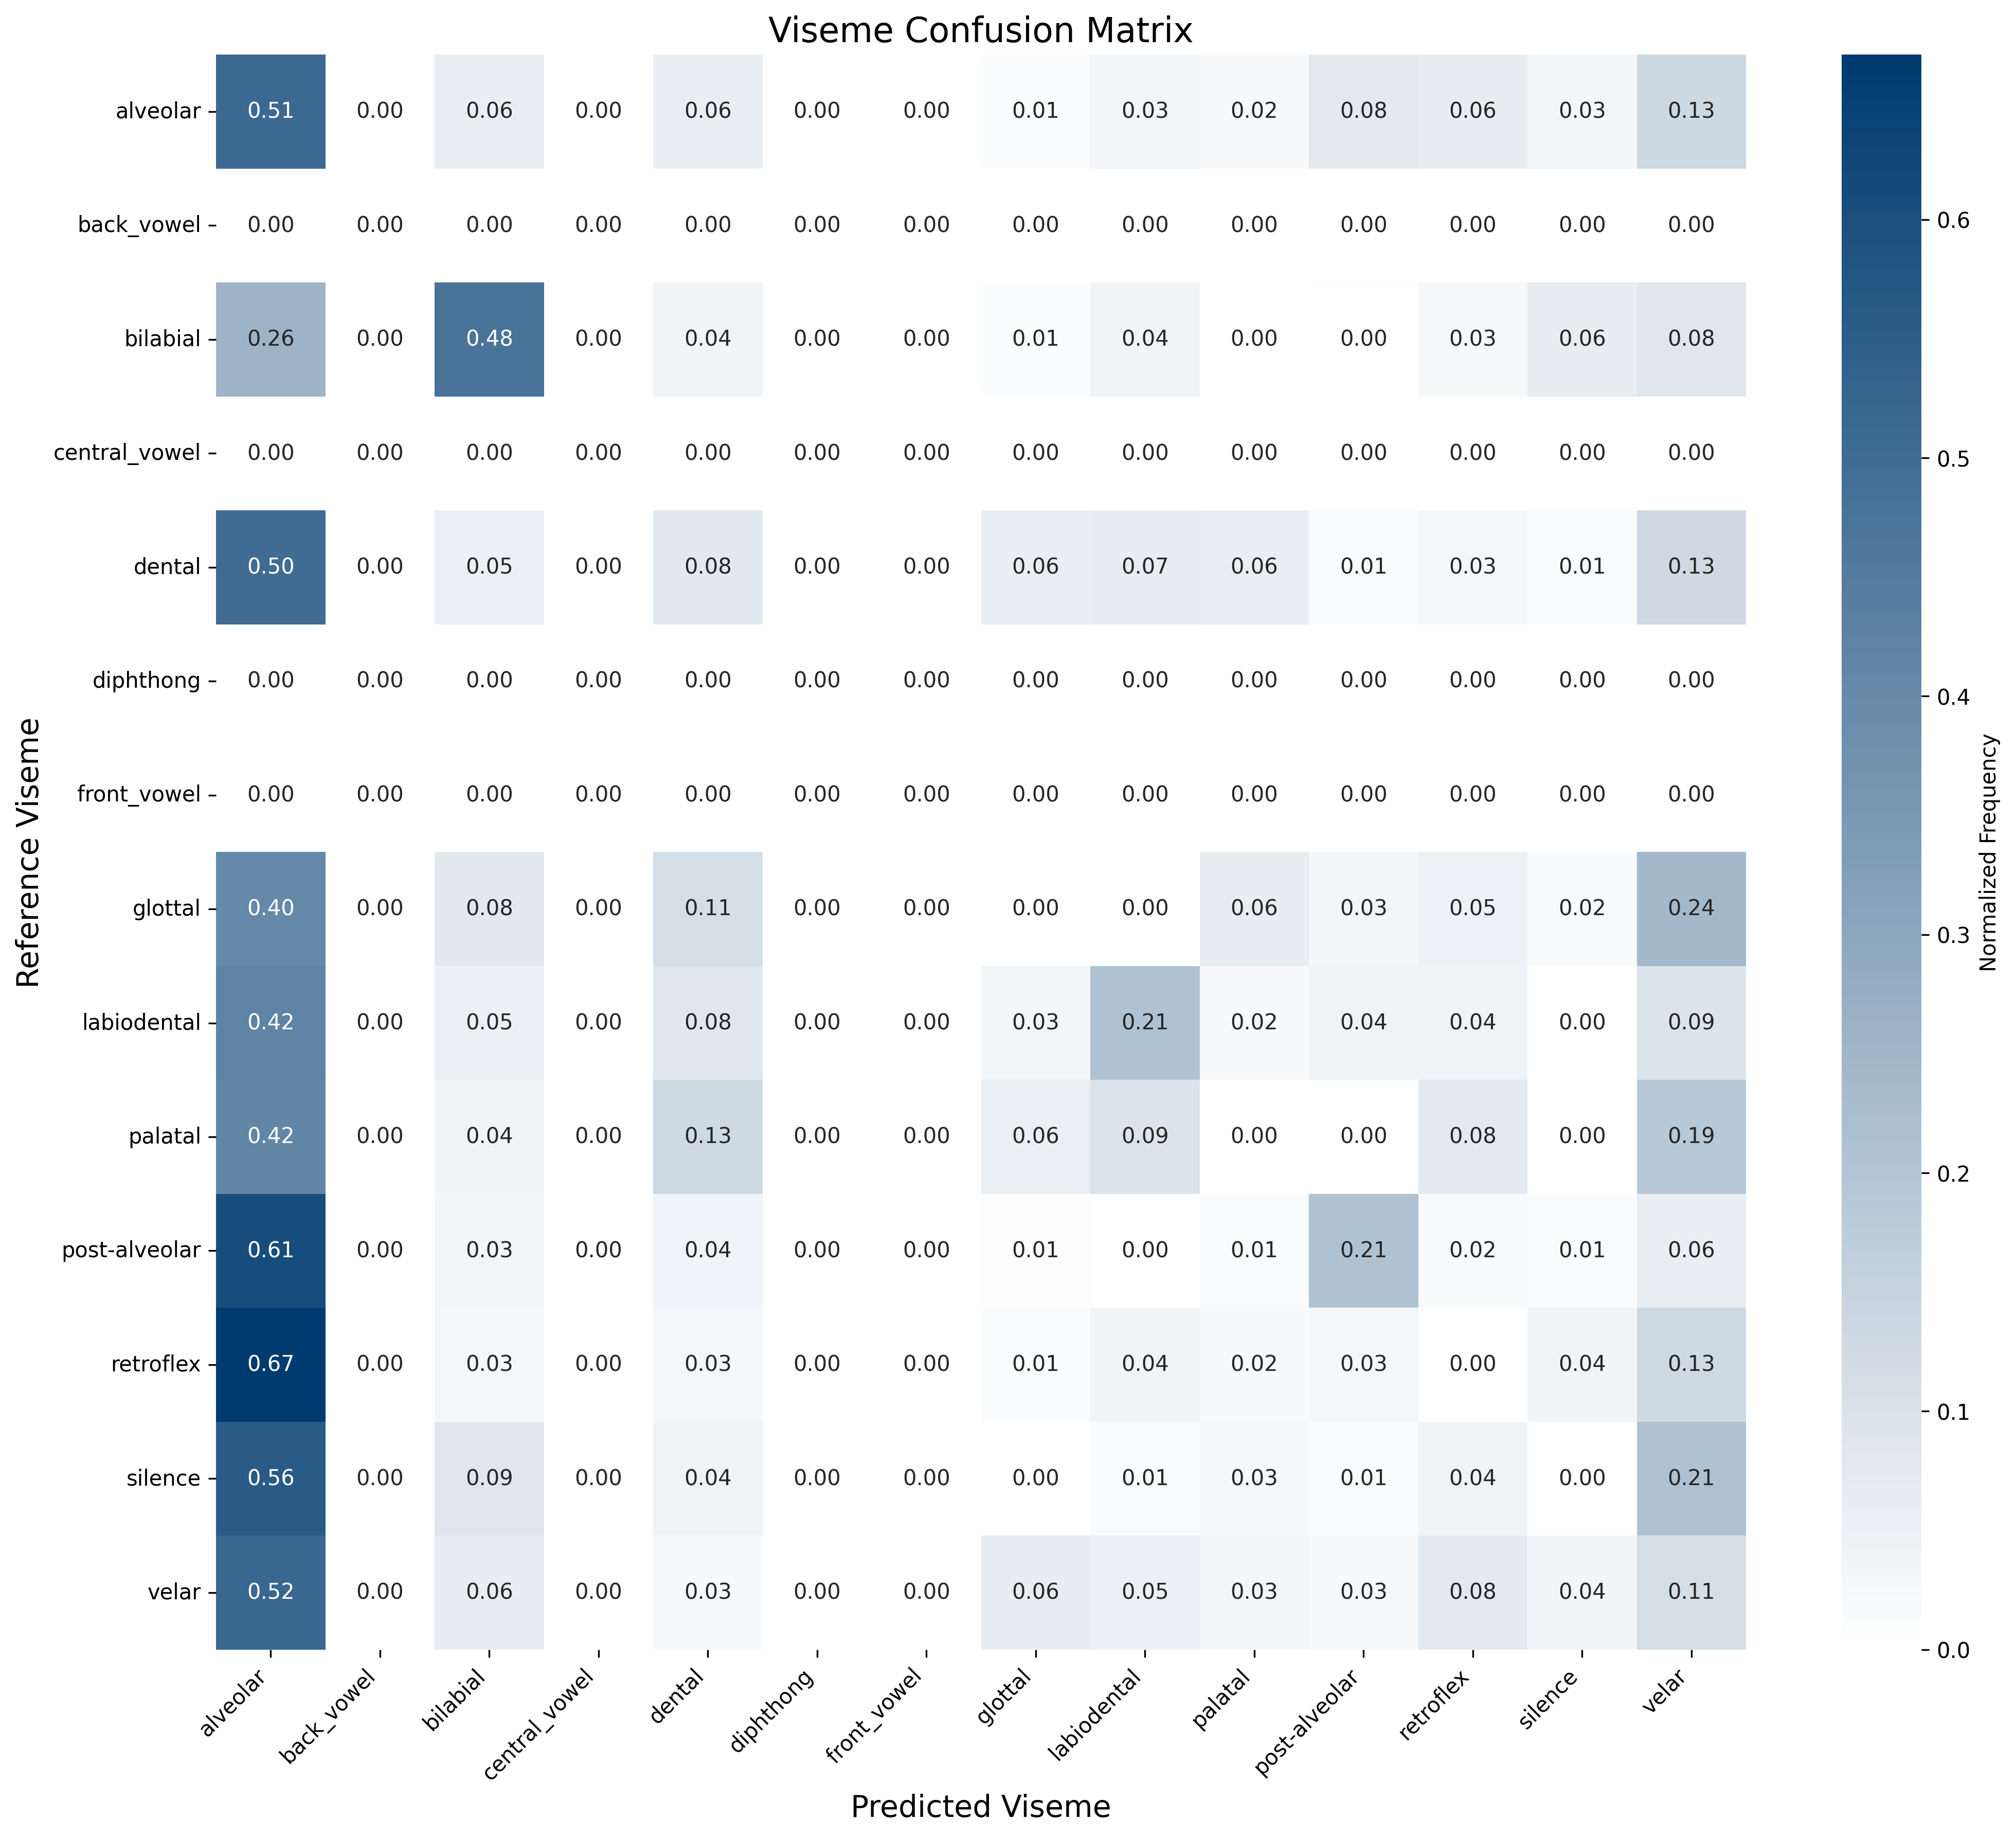 Viseme Confusion Matrix
Reference Viseme
alveolar 0.51 0.00 0.06 0.00 0.06 0.00 0.00 0.01 0.03 0.02 0.08 0.06 0.03 0.13
back_vowel 0.00 0.00 0.00 0.00 0.00 0.00 0.00 0.00 0.00 0.00 0.00 0.00 0.00 0.00
bilabial 0.26 0.00 0.48 0.00 0.04 0.00 0.00 0.01 0.04 0.00 0.00 0.03 0.06 0.08
central_vowel 0.00 0.00 0.00 0.00 0.00 0.00 0.00 0.00 0.00 0.00 0.00 0.00 0.00 0.00
dental 0.50 0.00 0.05 0.00 0.08 0.00 0.00 0.06 0.07 0.06 0.01 0.03 0.01 0.13
diphthong 0.00 0.00 0.00 0.00 0.00 0.00 0.00 0.00 0.00 0.00 0.00 0.00 0.00 0.00
front_vowel 0.00 0.00 0.00 0.00 0.00 0.00 0.00 0.00 0.00 0.00 0.00 0.00 0.00 0.00
glottal 0.40 0.00 0.08 0.00 0.11 0.00 0.00 0.00 0.00 0.06 0.03 0.05 0.02 0.24
labiodental 0.42 0.00 0.05 0.00 0.08 0.00 0.00 0.03 0.21 0.02 0.04 0.04 0.00 0.09
palatal 0.42 0.00 0.04 0.00 0.13 0.00 0.00 0.06 0.09 0.00 0.00 0.08 0.00 0.19
post-alveolar 0.61 0.00 0.03 0.00 0.04 0.00 0.00 0.01 0.00 0.01 0.21 0.02 0.01 0.06
retroflex 0.67 0.00 0.03 0.00 0.03 0.00 0.00 0.01 0.04 0.02 0.03 0.00 0.04 0.13
silence 0.56 0.00 0.09 0.00 0.04 0.00 0.00 0.00 0.01 0.03 0.01 0.04 0.00 0.21
velar 0.52 0.00 0.06 0.00 0.03 0.00 0.00 0.06 0.05 0.03 0.03 0.08 0.04 0.11
alveolar back_vowel bilabial central_vowel dental diphthong front_vowel glottal labiodental palatal post-alveolar retroflex silence velar
Predicted Viseme
0.6
0.5
0.4
0.3
0.2
0.1
0.0
Normalized Frequency